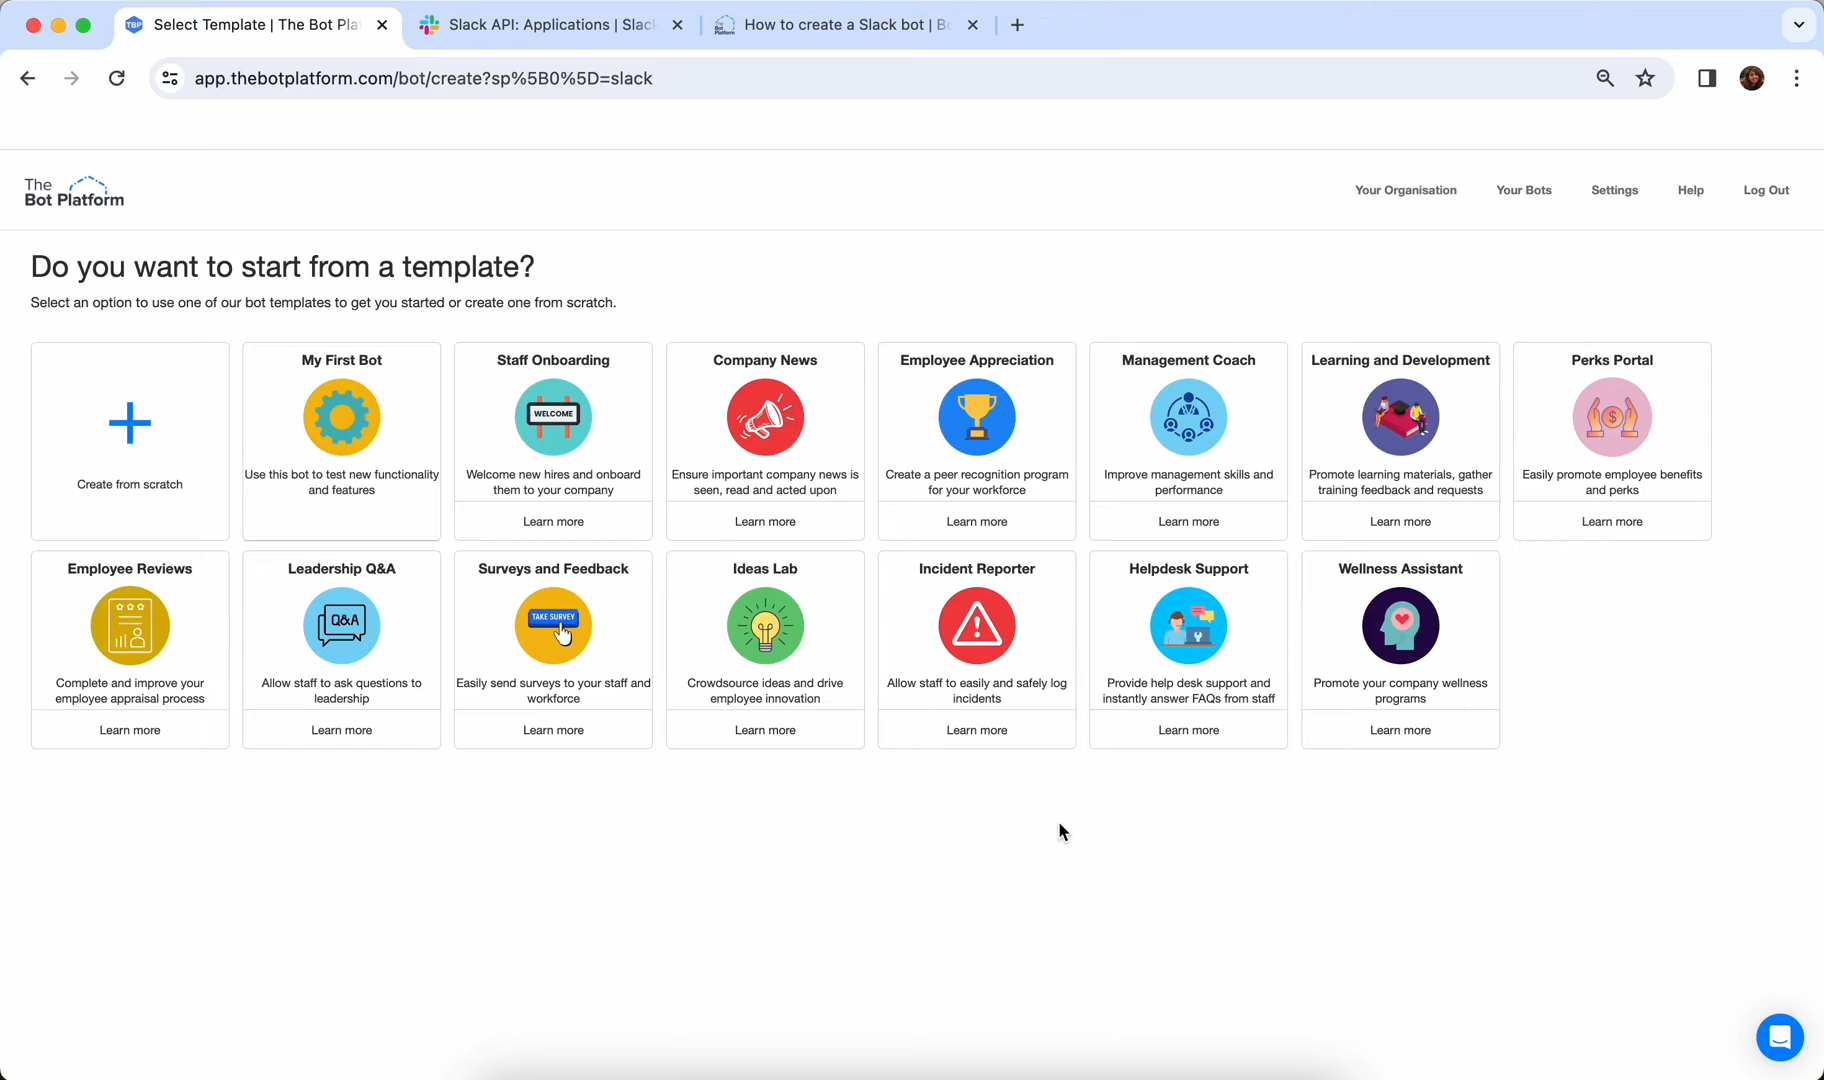 TBP
Select Template | The Bot Pla
Slack API: Applications | Slac
The Bot Platform
How to create a Slack bot | Bo
app.thebotplatform.com/bot/create?sp%5B0%5D=slack
The
Bot Platform
Your Organisation
Your Bots
Settings
Help
Log Out
Do you want to start from a template?
Select an option to use one of our bot templates to get you started or create one from scratch.
Create from scratch
My First Bot
Use this bot to test new functionality
and features
Staff Onboarding
WELCOME
Welcome new hires and onboard
them to your company
Learn more
Company News
Ensure important company news is
seen, read and acted upon
Learn more
Employee Appreciation
Create a peer recognition program
for your workforce
Learn more
Management Coach
Improve management skills and
performance
Learn more
Learning and Development
Promote learning materials, gather
training feedback and requests
Learn more
Perks Portal
$
Easily promote employee benefits
and perks
Learn more
Employee Reviews
Complete and improve your
employee appraisal process
Learn more
Leadership Q&A
Q&A
Allow staff to ask questions to
leadership
Learn more
Surveys and Feedback
TAKE SURVEY
Easily send surveys to your staff and
workforce
Learn more
Ideas Lab
Crowdsource ideas and drive
employee innovation
Learn more
Incident Reporter
!
Allow staff to easily and safely log
incidents
Learn more
Helpdesk Support
Provide help desk support and
instantly answer FAQs from staff
Learn more
Wellness Assistant
Promote your company wellness
programs
Learn more